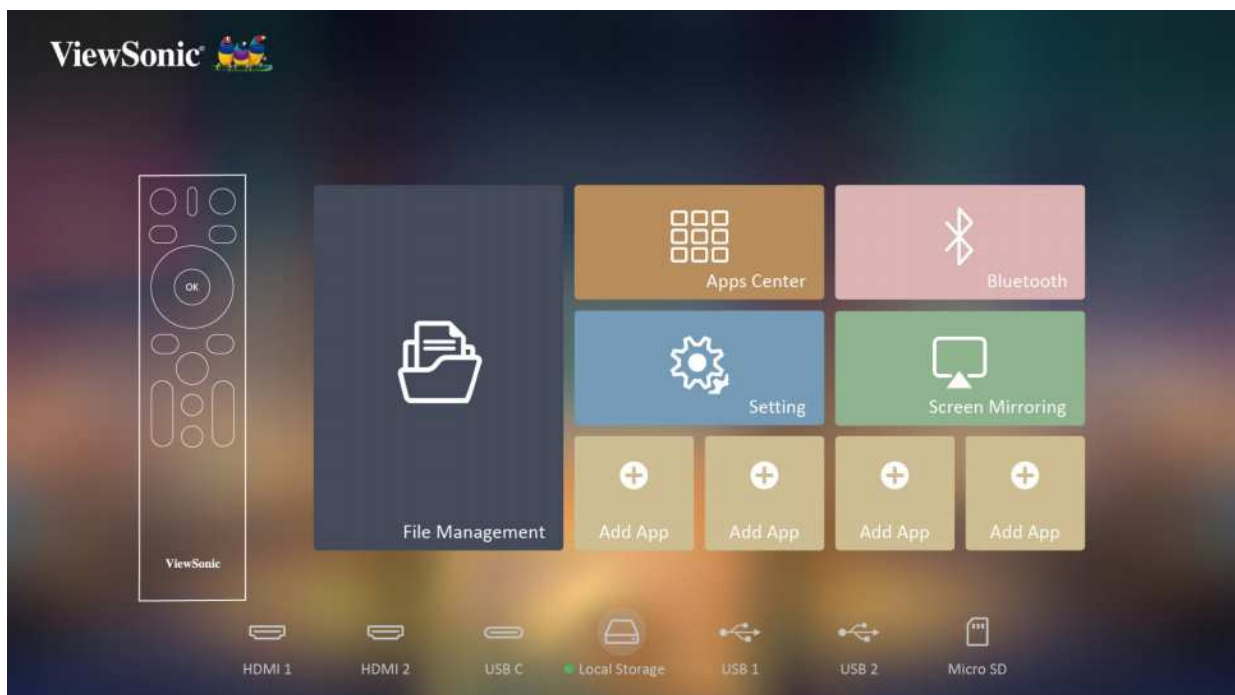 ViewSonic®
OK
ViewSonic
File Management
Apps Center
Bluetooth
Setting
Screen Mirroring
Add App
Add App
Add App
Add App
HDMI 1
HDMI 2
USB C
Local Storage
USB 1
USB 2
Micro SD